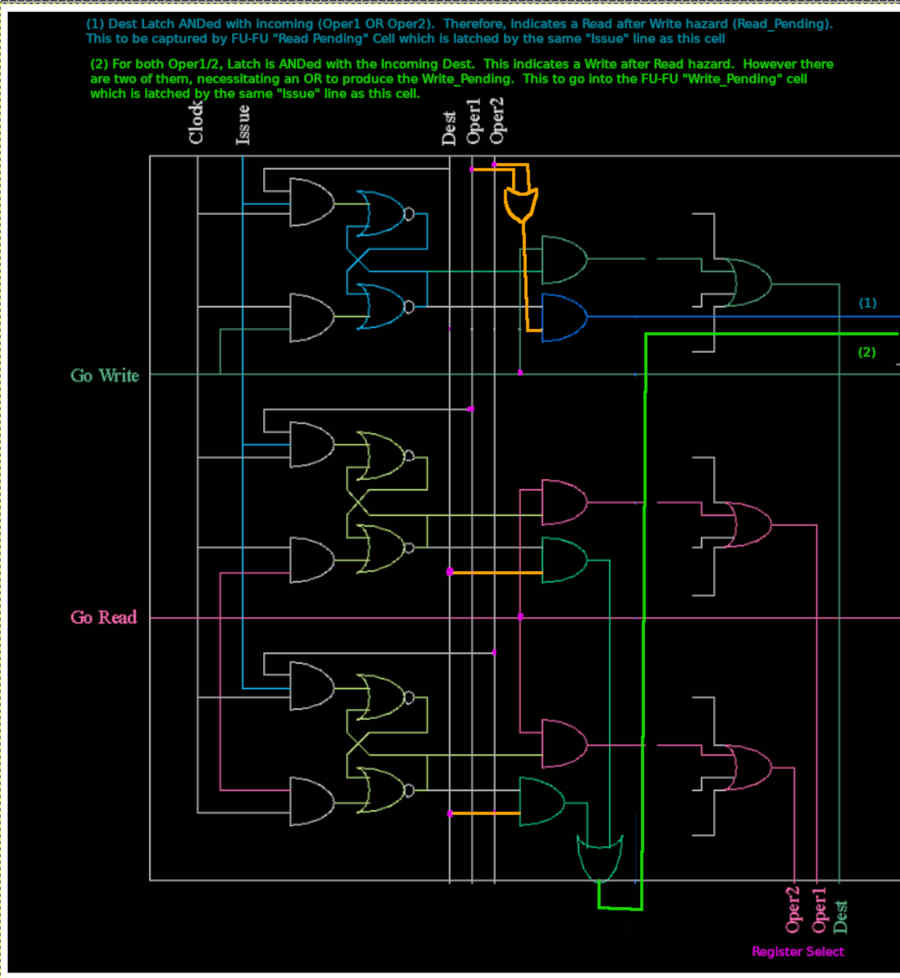 (1) Dest Latch ANDed with incoming (Oper1 OR Oper2).  Therefore, indicates a Read after Write hazard (Read_Pending).
This to be captured by FU-FU "Read Pending" Cell which is latched by the same "Issue" line as this cell
(2) For both Oper1/2, Latch is ANDed with the Incoming Dest.  This indicates a Write after Read hazard.  However there
are two of them, necessitating an OR to produce the Write_Pending.  This to go into the FU-FU "Write_Pending" cell
which is latched by the same "Issue" line as this cell.
Clock
Issue
Dest
Oper1
Oper2
(1)
(2)
Go Write
Go Read
Oper2
Oper1
Dest
Register Select